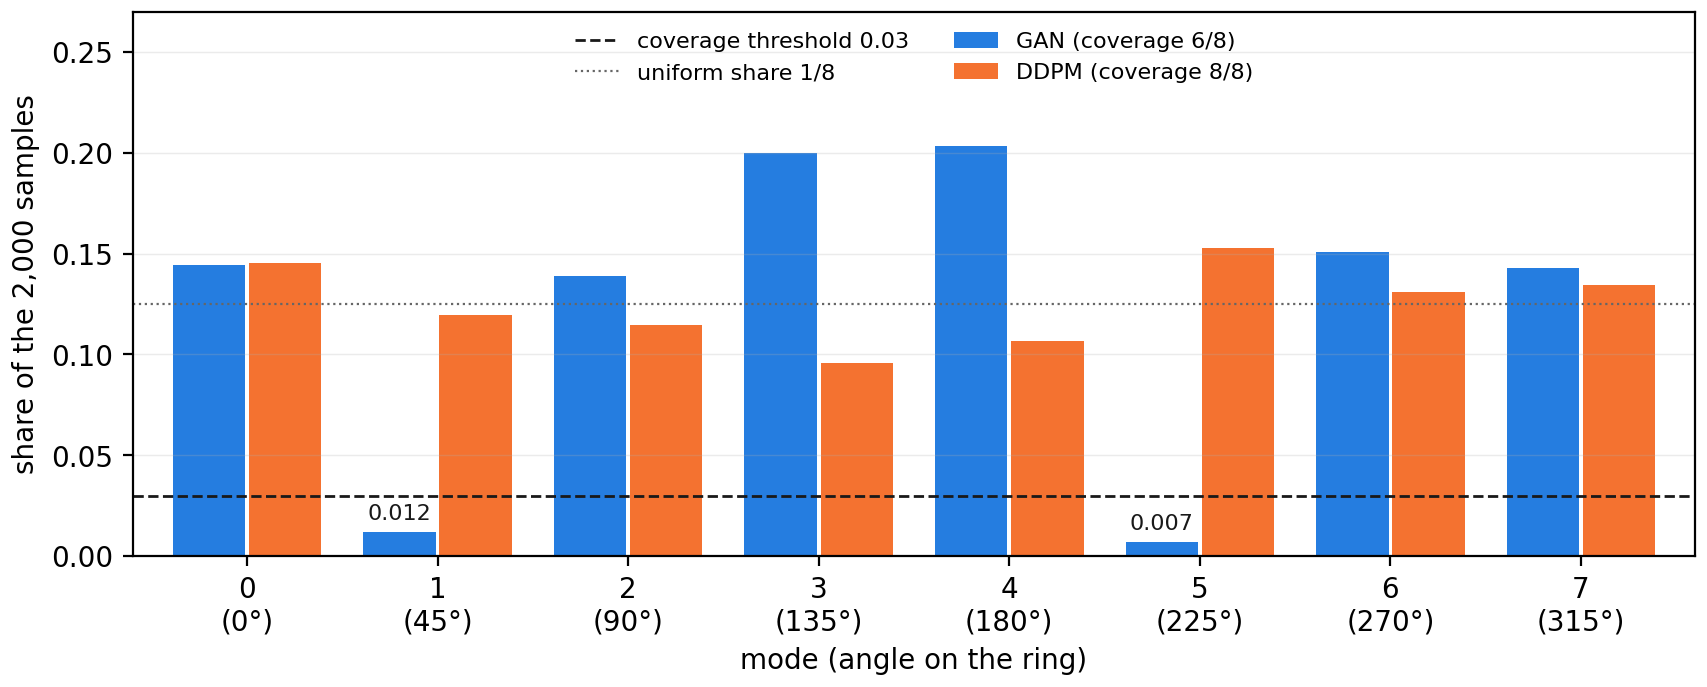 coverage threshold 0.03
uniform share 1/8
GAN (coverage 6/8)
DDPM (coverage 8/8)
share of the 2,000 samples
0.25
0.20
0.15
0.10
0.05
0.00
0.012
0.007
0 1 2 3 4 5 6 7
(0°) (45°) (90°) (135°) (180°) (225°) (270°) (315°)
mode (angle on the ring)